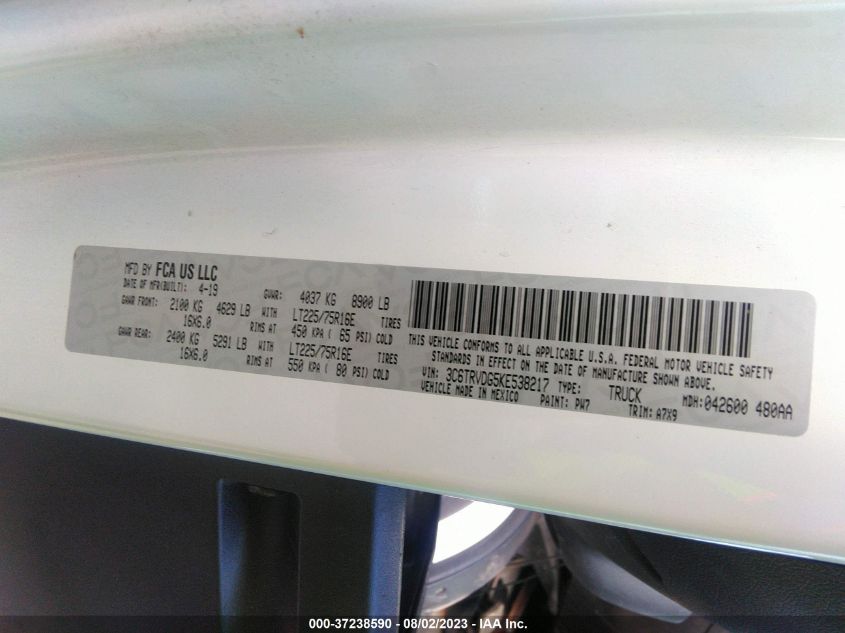 MFD BY FCA US LLC
DATE OF MFR(BUILT): 4-19 GVWR: 4037 KG 8900 LB
GAWR FRONT: 2100 KG 4629 LB WITH LT225/75R16E TIRES
16X6.0 RIMS AT 450 KPA ( 65 PSI) COLD
GAWR REAR: 2400 KG 5291 LB WITH LT225/75R16E TIRES
16X6.0 RIMS AT 550 KPA ( 80 PSI) COLD
THIS VEHICLE CONFORMS TO ALL APPLICABLE U.S.A. FEDERAL MOTOR VEHICLE SAFETY
STANDARDS IN EFFECT ON THE DATE OF MANUFACTURE SHOWN ABOVE.
VIN: 3C6TRVDG5KE538217 TYPE: TRUCK MDH:042600 480AA
VEHICLE MADE IN MEXICO PAINT: PW7 TRIM: A7X9
000-37238590 - 08/02/2023 - IAA Inc.